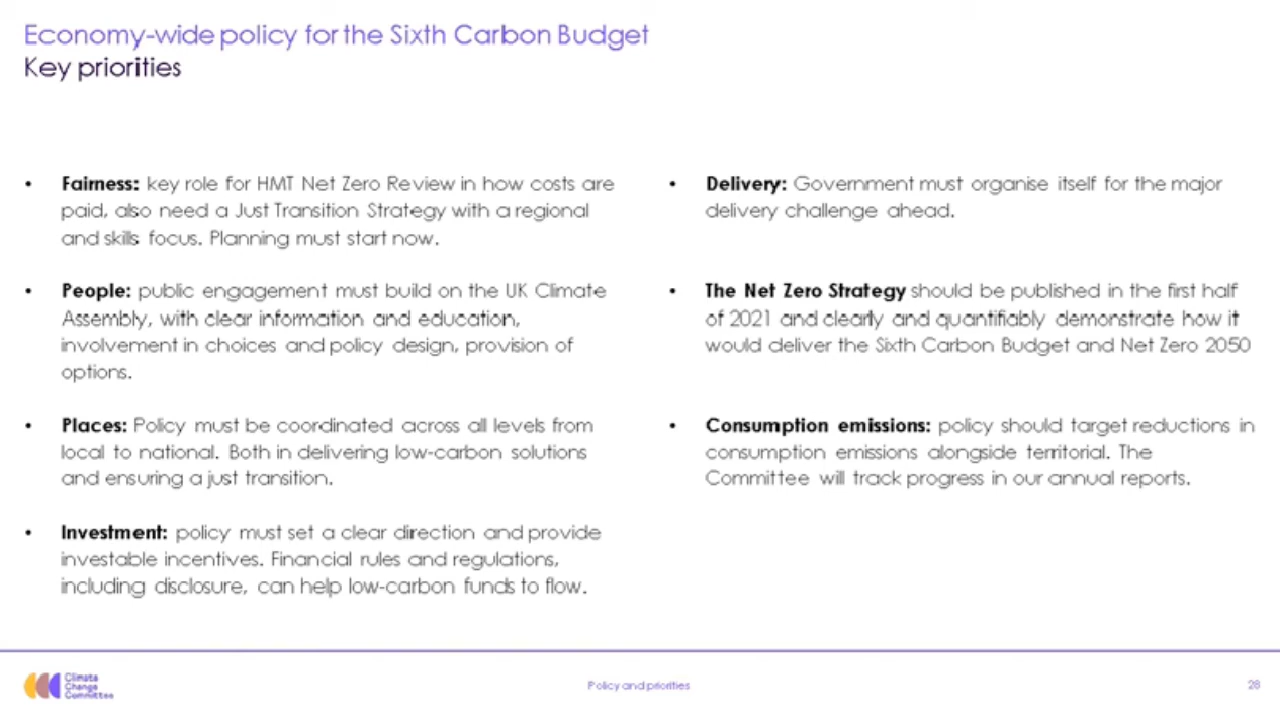 Economy-wide policy for the Sixth Carbon Budget
Key priorities
• Fairness: key role for HMT Net Zero Review in how costs are
paid, also need a Just Transition Strategy with a regional
and skills focus. Planning must start now.
• People: public engagement must build on the UK Climate
Assembly, with clear information and education,
involvement in choices and policy design, provision of
options.
• Places: Policy must be coordinated across all levels from
local to national. Both in delivering low-carbon solutions
and ensuring a just transition.
• Investment: policy must set a clear direction and provide
investable incentives. Financial rules and regulations,
including disclosure, can help low-carbon funds to flow.
• Delivery: Government must organise itself for the major
delivery challenge ahead.
• The Net Zero Strategy should be published in the first half
of 2021 and clearly and quantifiably demonstrate how it
would deliver the Sixth Carbon Budget and Net Zero 2050
• Consumption emissions: policy should target reductions in
consumption emissions alongside territorial. The
Committee will track progress in our annual reports.
Climate
Change
Committee
Policy and priorities
28